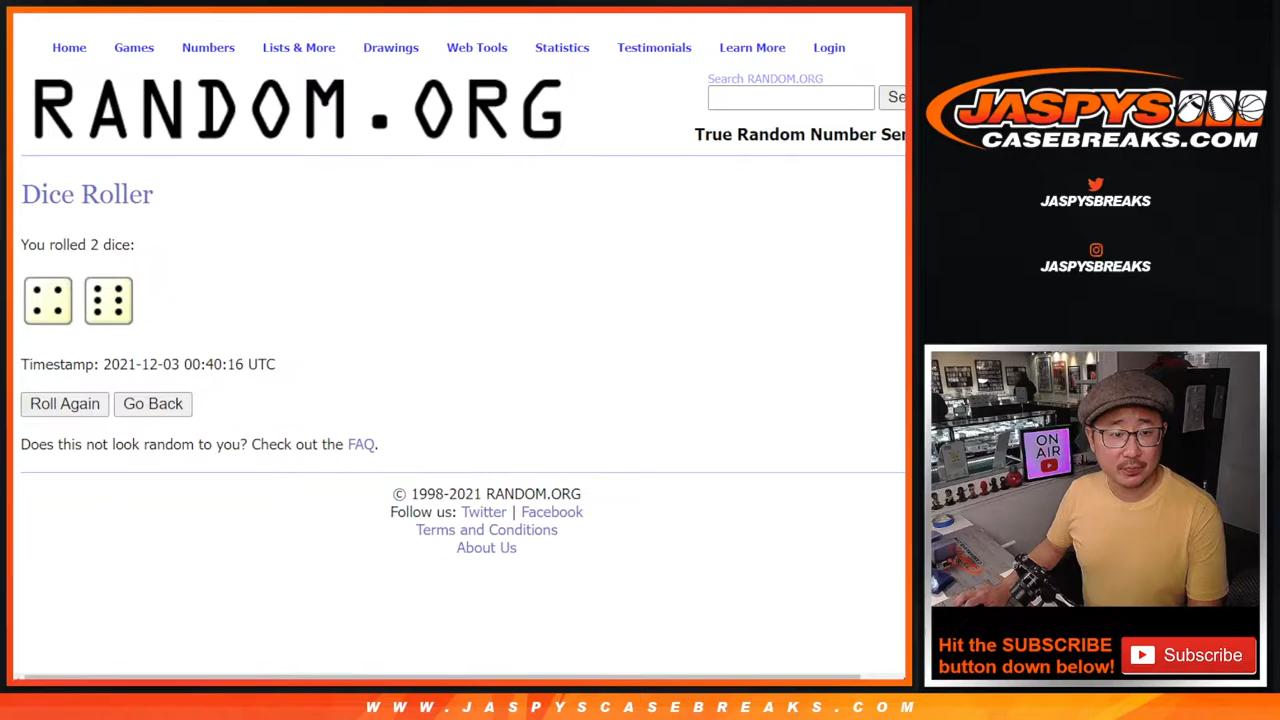 Home Games Numbers Lists & More Drawings Web Tools Statistics Testimonials Learn More Login
RANDOM.ORG
Search RANDOM.ORG
Se
True Random Number Ser
Dice Roller
You rolled 2 dice:
Timestamp: 2021-12-03 00:40:16 UTC
Roll Again Go Back
Does this not look random to you? Check out the FAQ.
© 1998-2021 RANDOM.ORG
Follow us: Twitter | Facebook
Terms and Conditions
About Us
JASPYS
CASEBREAKS.COM
JASPYSBREAKS
JASPYSBREAKS
ON
AIR
Hit the SUBSCRIBE
button down below!
Subscribe
WWW.JASPYSCASEBREAKS.COM